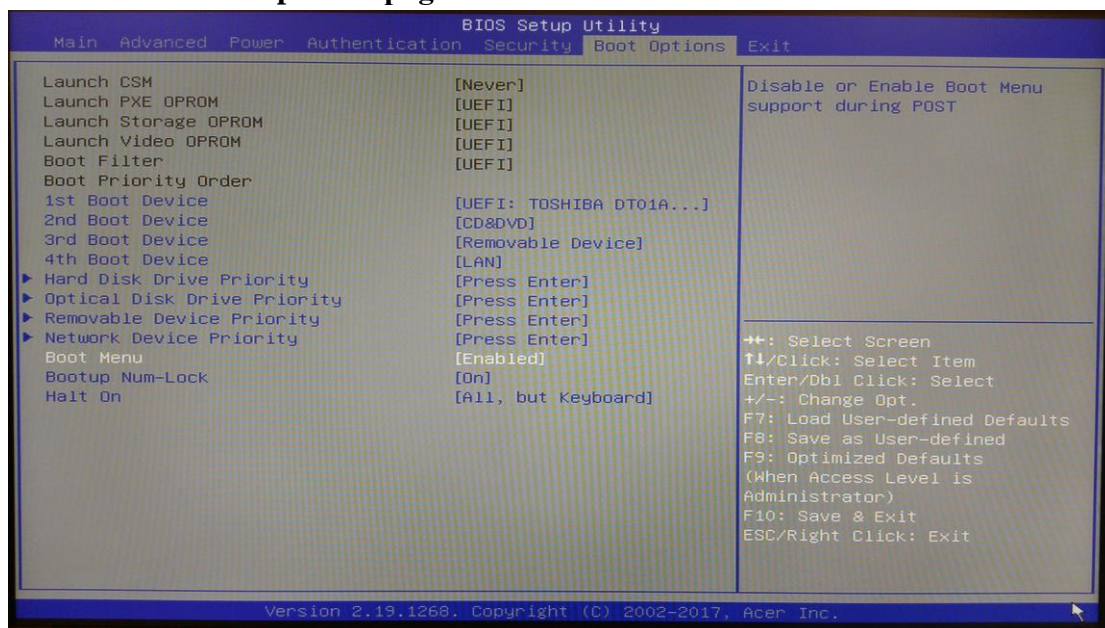 BIOS Setup Utility
Main Advanced Power Authentication Security Boot Options Exit
Launch CSM [Never]
Launch PXE OPROM [UEFI]
Launch Storage OPROM [UEFI]
Launch Video OPROM [UEFI]
Boot Filter [UEFI]
Boot Priority Order
1st Boot Device [UEFI: TOSHIBA DT01A...]
2nd Boot Device [CD&DVD]
3rd Boot Device [Removable Device]
4th Boot Device [LAN]
▶ Hard Disk Drive Priority [Press Enter]
▶ Optical Disk Drive Priority [Press Enter]
▶ Removable Device Priority [Press Enter]
▶ Network Device Priority [Press Enter]
Boot Menu [Enabled]
Bootup Num-Lock [On]
Halt On [All, but Keyboard]
Disable or Enable Boot Menu
support during POST
→←: Select Screen
↑↓/Click: Select Item
Enter/Dbl Click: Select
+/-: Change Opt.
F7: Load User-defined Defaults
F8: Save as User-defined
F9: Optimized Defaults
(When Access Level is
Administrator)
F10: Save & Exit
ESC/Right Click: Exit
Version 2.19.1268. Copyright (C) 2002-2017, Acer Inc.